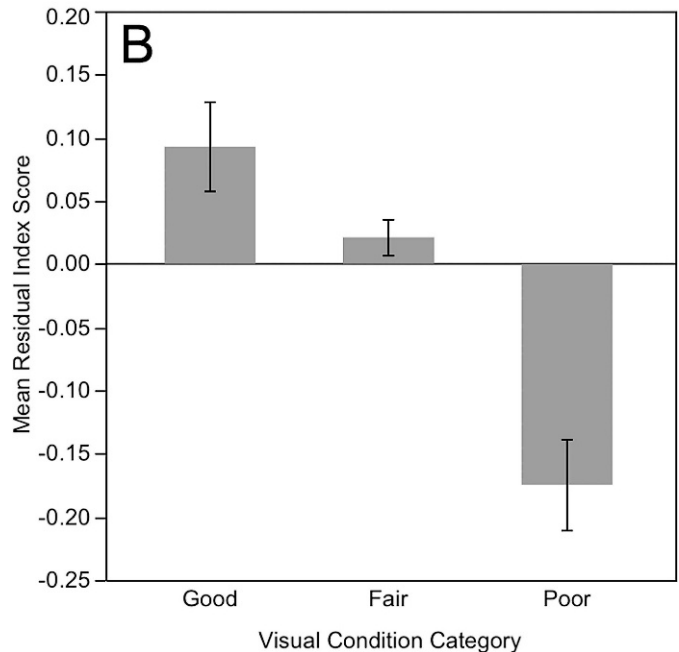 B
Mean Residual Index Score
0.20
0.15
0.10
0.05
0.00
-0.05
-0.10
-0.15
-0.20
-0.25
Good Fair Poor
Visual Condition Category